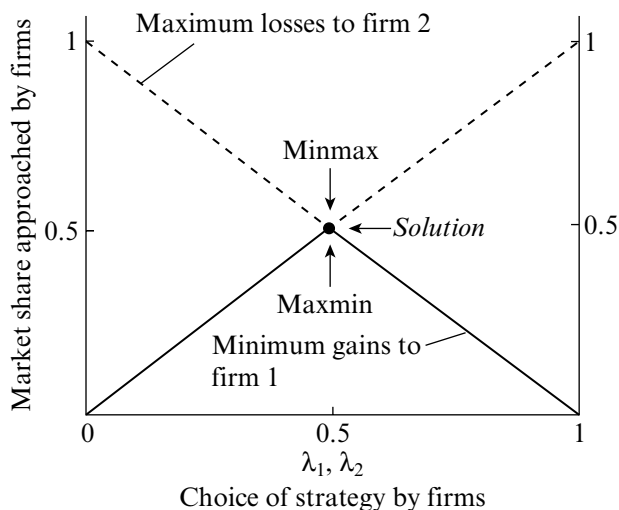 Maximum losses to firm 2
1
1
Minmax
0.5
Solution
0.5
Maxmin
Minimum gains to
firm 1
Market share approached by firms
0
0.5
1
λ₁, λ₂
Choice of strategy by firms